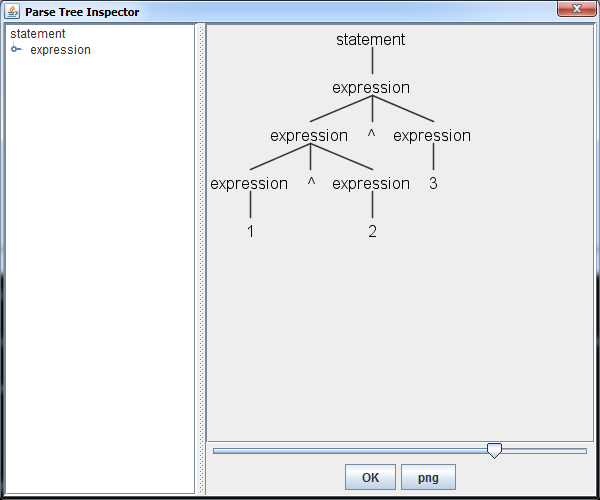 Parse Tree Inspector
statement
expression
statement
expression
expression ^ expression
expression ^ expression 3
1 2
OK png